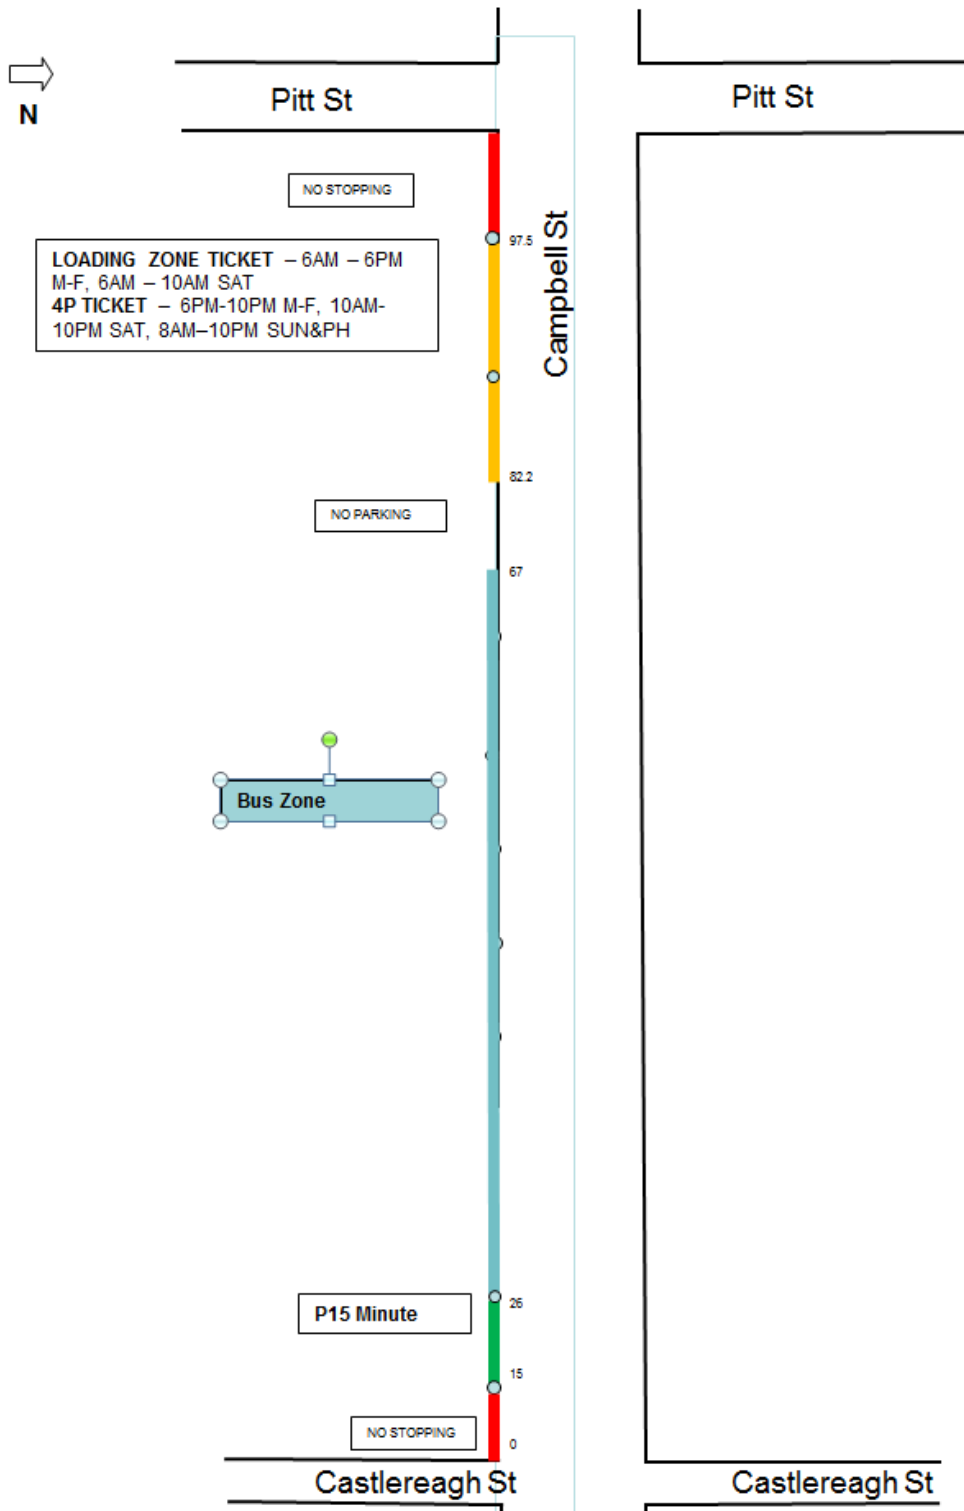 N
Pitt St
Pitt St
NO STOPPING
97.5
Campbell St
LOADING ZONE TICKET – 6AM – 6PM
M-F, 6AM – 10AM SAT
4P TICKET – 6PM-10PM M-F, 10AM-
10PM SAT, 8AM–10PM SUN&PH
82.2
NO PARKING
67
Bus Zone
26
P15 Minute
15
NO STOPPING
0
Castlereagh St
Castlereagh St